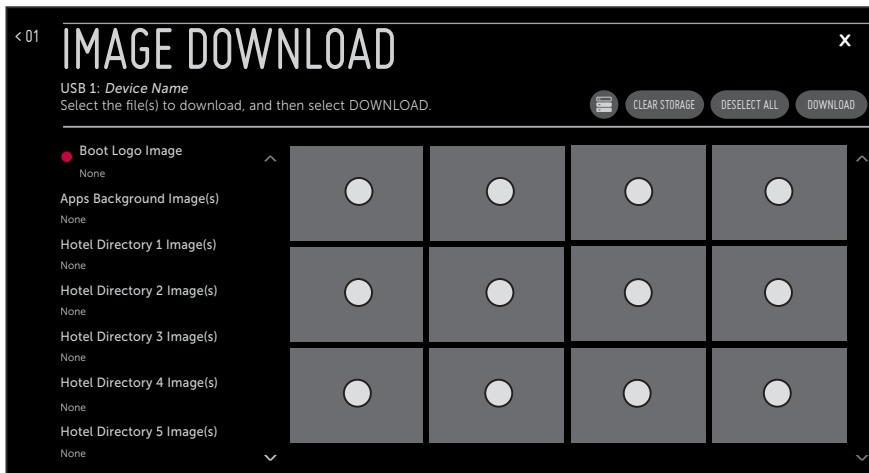 < 01
IMAGE DOWNLOAD
X
USB 1: Device Name
Select the file(s) to download, and then select DOWNLOAD.
CLEAR STORAGE
DESELECT ALL
DOWNLOAD
Boot Logo Image
None
Apps Background Image(s)
None
Hotel Directory 1 Image(s)
None
Hotel Directory 2 Image(s)
None
Hotel Directory 3 Image(s)
None
Hotel Directory 4 Image(s)
None
Hotel Directory 5 Image(s)
None